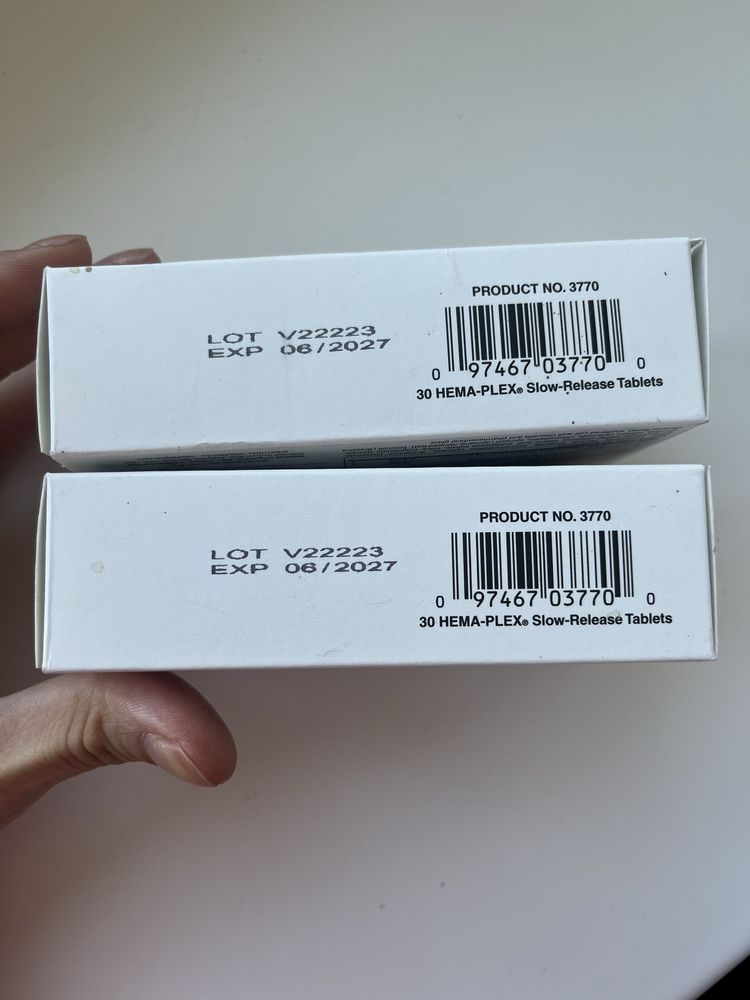 PRODUCT NO. 3770
LOT V22223
EXP 06/2027
0 97467 03770 0
30 HEMA-PLEX® Slow-Release Tablets
PRODUCT NO. 3770
LOT V22223
EXP 06/2027
0 97467 03770 0
30 HEMA-PLEX® Slow-Release Tablets